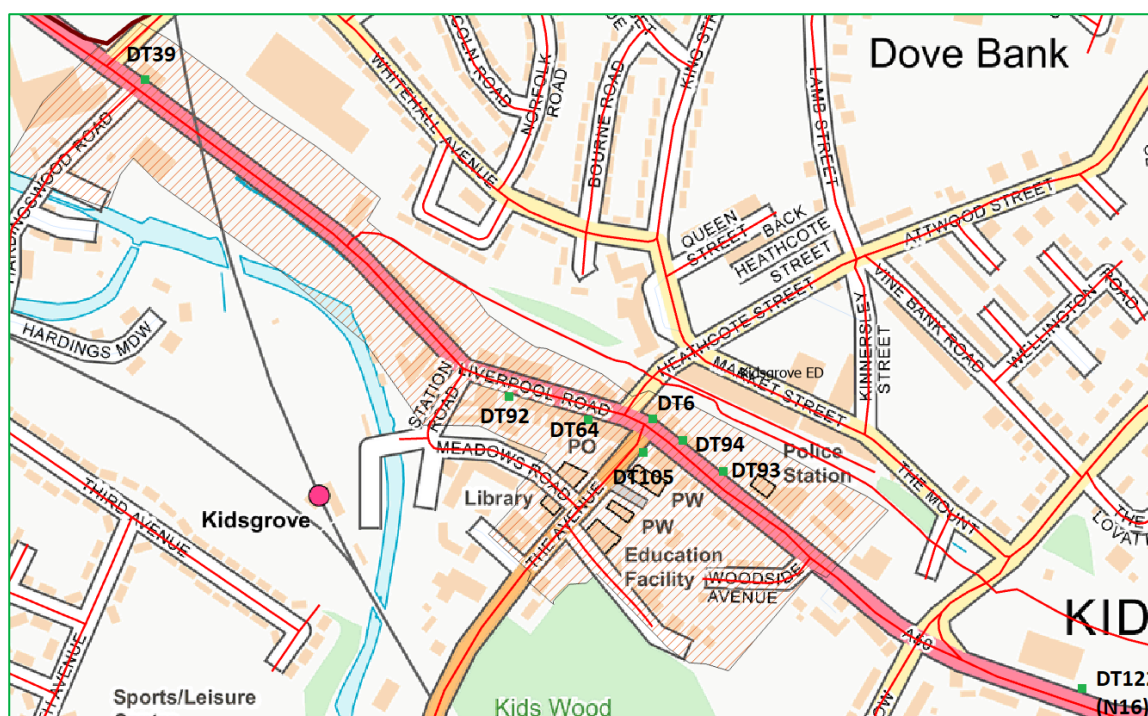 Dove Bank
DT39
WHITEHALL AVENUE
NORFOLK
ROAD
BOURNE ROAD
LAMB STREET
ATTWOOD STREET
QUEEN
STREET
BACK
HEATHCOTE
STREET
HEATHCOTE STREET
VINE BANK ROAD
WELLINGTON
ROAD
KINNERSLEY
STREET
HARDINGS MDW
MARKET STREET
Kidsgrove ED
STATION
ROAD
LIVERPOOL ROAD
DT92
DT64
PO
DT6
DT94
DT93
DT105
Police
Station
MEADOWS ROAD
Library
PW
PW
THE AVENUE
Education
Facility
WOODSIDE
AVENUE
THE MOUNT
Kidsgrove
THIRD AVENUE
A50
KID
DT12
(N16)
Sports/Leisure
Kids Wood